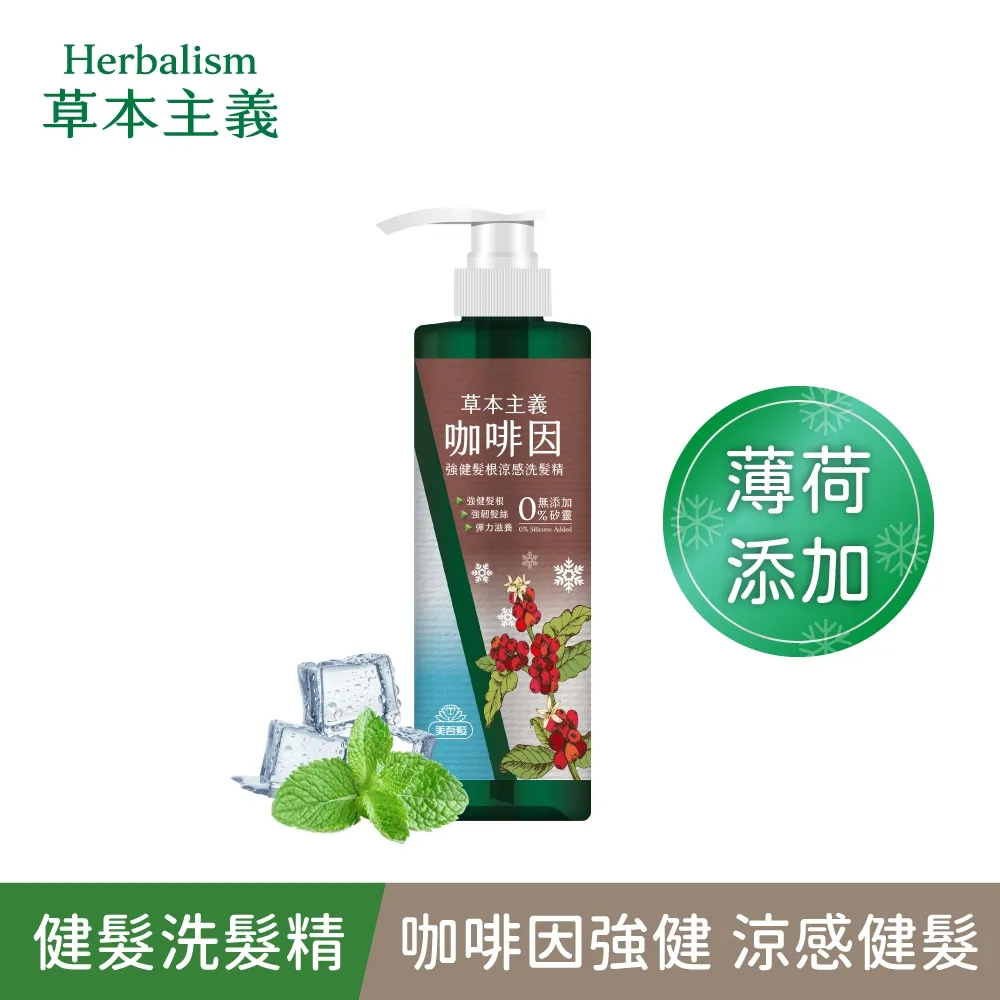 Herbalism
草本主義
草本主義
咖啡因
強健髮根涼感洗髮精
強健髮根
強韌髮絲
彈力滋養
0%
無添加
矽靈
0% Silicone Added
美吾髮
薄荷
添加
健髮洗髮精
咖啡因強健 涼感健髮